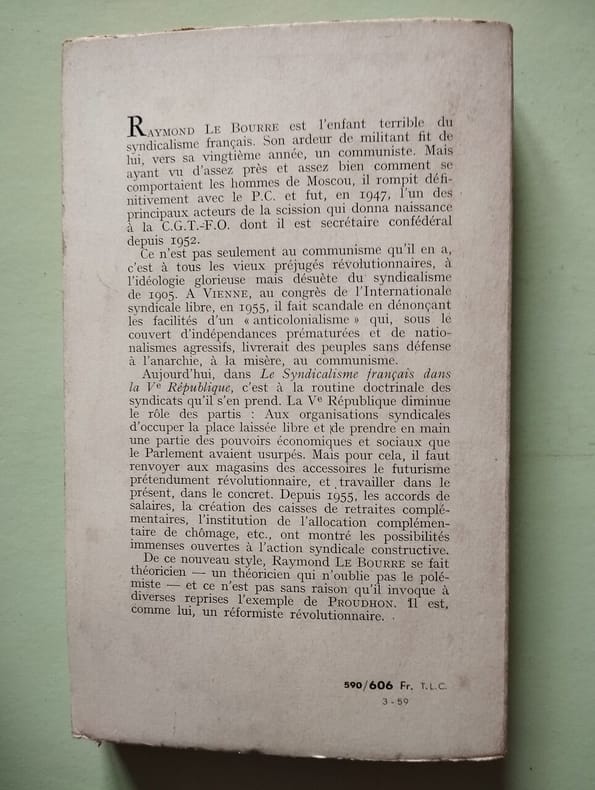 RAYMOND LE BOURRE est l'enfant terrible du
syndicalisme français. Son ardeur de militant fit de
lui, vers sa vingtième année, un communiste. Mais
ayant vu d'assez près et assez bien comment se
comportaient les hommes de Moscou, il rompit défi-
nitivement avec le P.C. et fut, en 1947, l'un des
principaux acteurs de la scission qui donna naissance
à la C.G.T.-F.O. dont il est secrétaire confédéral
depuis 1952.
Ce n'est pas seulement au communisme qu'il en a,
c'est à tous les vieux préjugés révolutionnaires, à
l'idéologie glorieuse mais désuète du syndicalisme
de 1905. A VIENNE, au congrès de l'Internationale
syndicale libre, en 1955, il fait scandale en dénonçant
les facilités d'un « anticolonialisme » qui, sous le
couvert d'indépendances prématurées et de natio-
nalismes agressifs, livrerait des peuples sans défense
à l'anarchie, à la misère, au communisme.
Aujourd'hui, dans Le Syndicalisme français dans
la Ve République, c'est à la routine doctrinale des
syndicats qu'il s'en prend. La Ve République diminue
le rôle des partis : Aux organisations syndicales
d'occuper la place laissée libre et de prendre en main
une partie des pouvoirs économiques et sociaux que
le Parlement avaient usurpés. Mais pour cela, il faut
renvoyer aux magasins des accessoires le futurisme
prétendument révolutionnaire, et travailler dans le
présent, dans le concret. Depuis 1955, les accords de
salaires, la création des caisses de retraites complé-
mentaires, l'institution de l'allocation complémen-
taire de chômage, etc., ont montré les possibilités
immenses ouvertes à l'action syndicale constructive.
De ce nouveau style, Raymond LE BOURRE se fait
théoricien — un théoricien qui n'oublie pas le polé-
miste — et ce n'est pas sans raison qu'il invoque à
diverses reprises l'exemple de PROUDHON. Il est,
comme lui, un réformiste révolutionnaire.
590/606 Fr. T.L.C.
3-59